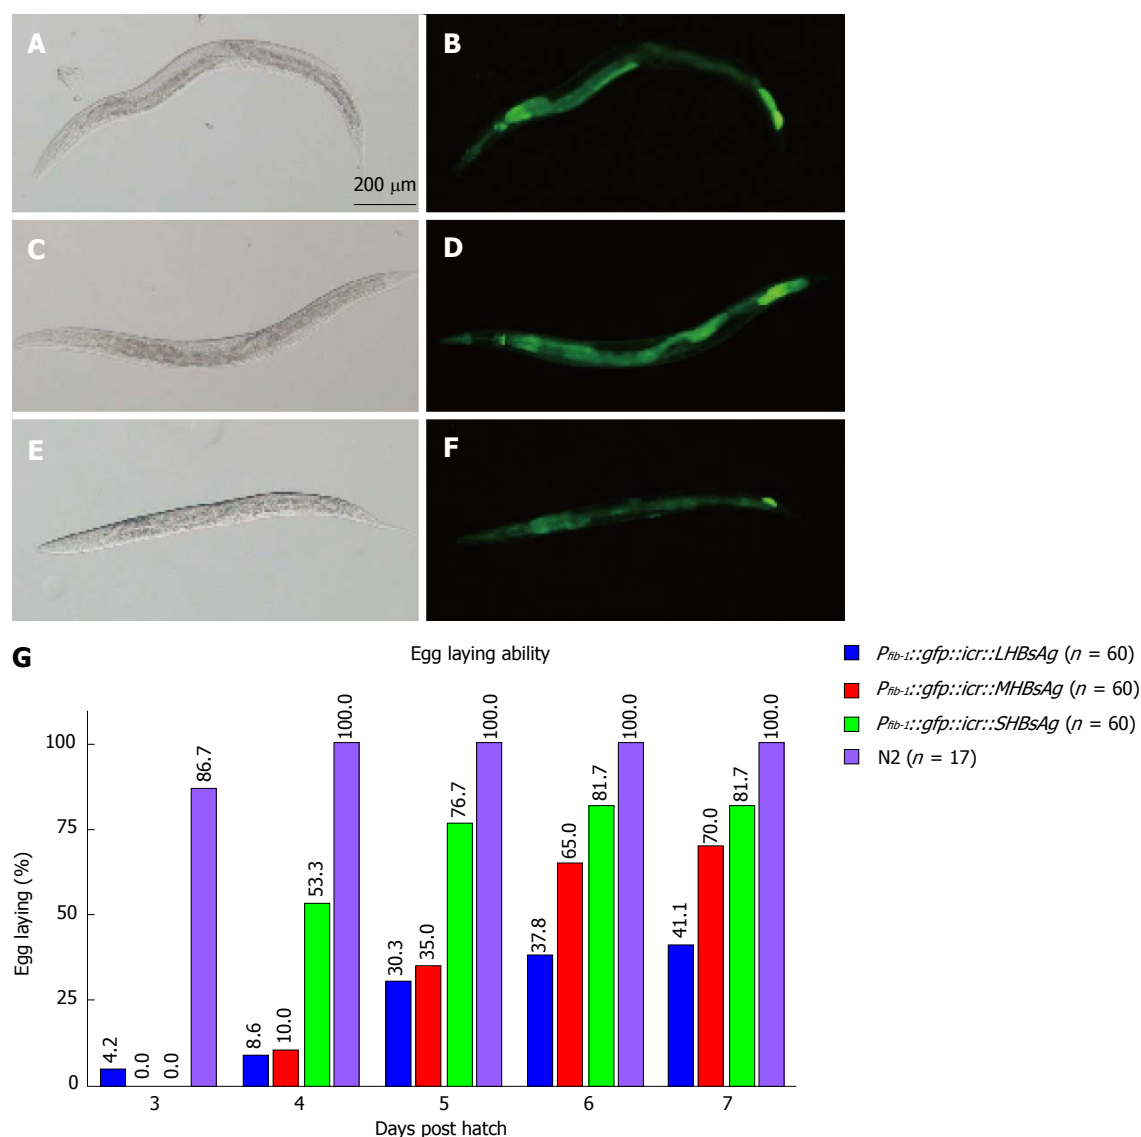 A
B
200 μm
C
D
E
F
G
Egg laying ability
Egg laying (%)
100
75
50
25
0
4.2
0.0
0.0
86.7
8.6
10.0
53.3
100.0
30.3
35.0
76.7
100.0
37.8
65.0
81.7
100.0
41.1
70.0
81.7
100.0
3 4 5 6 7
Days post hatch
Pfib-1::gfp::icr::LHBsAg (n = 60)
Pfib-1::gfp::icr::MHBsAg (n = 60)
Pfib-1::gfp::icr::SHBsAg (n = 60)
N2 (n = 17)